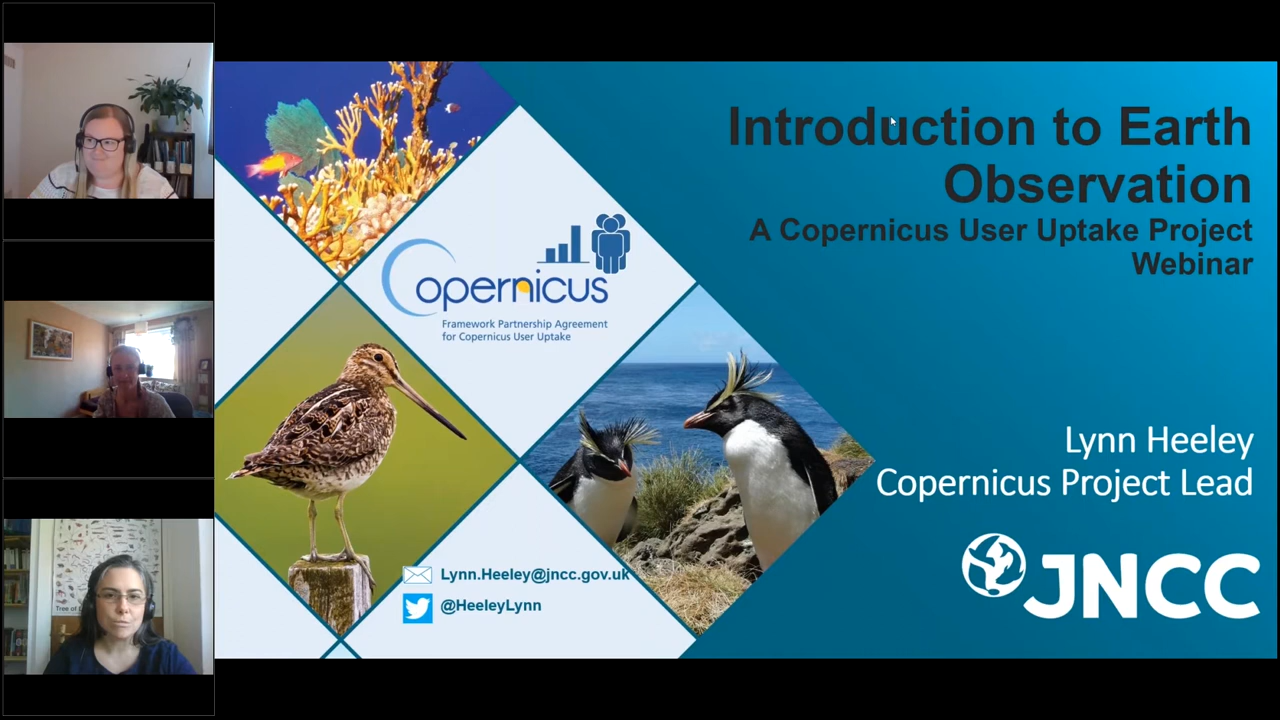 Introduction to Earth
Observation
A Copernicus User Uptake Project
Webinar
Copernicus
Framework Partnership Agreement
for Copernicus User Uptake
Lynn Heeley
Copernicus Project Lead
JNCC
Lynn.Heeley@jncc.gov.uk
@HeeleyLynn